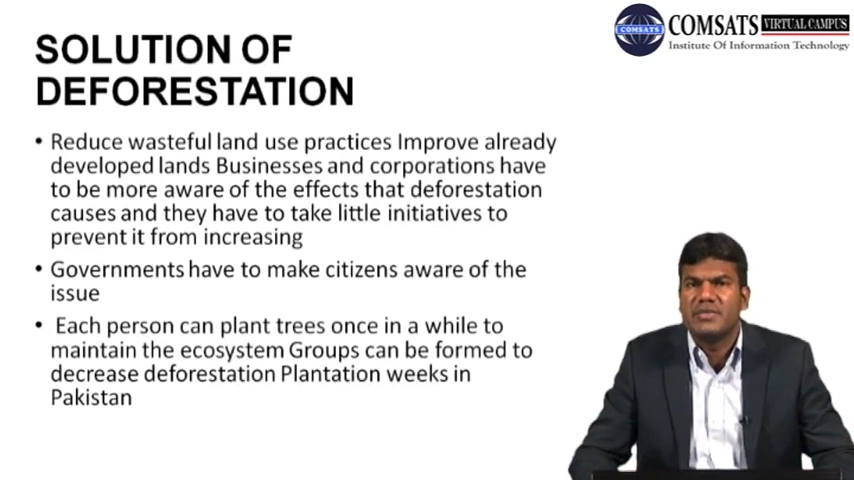 COMSATS VIRTUAL CAMPUS
COMSATS
Institute Of Information Technology
SOLUTION OF
DEFORESTATION
• Reduce wasteful land use practices Improve already
developed lands Businesses and corporations have
to be more aware of the effects that deforestation
causes and they have to take little initiatives to
prevent it from increasing
• Governments have to make citizens aware of the
issue
• Each person can plant trees once in a while to
maintain the ecosystem Groups can be formed to
decrease deforestation Plantation weeks in
Pakistan